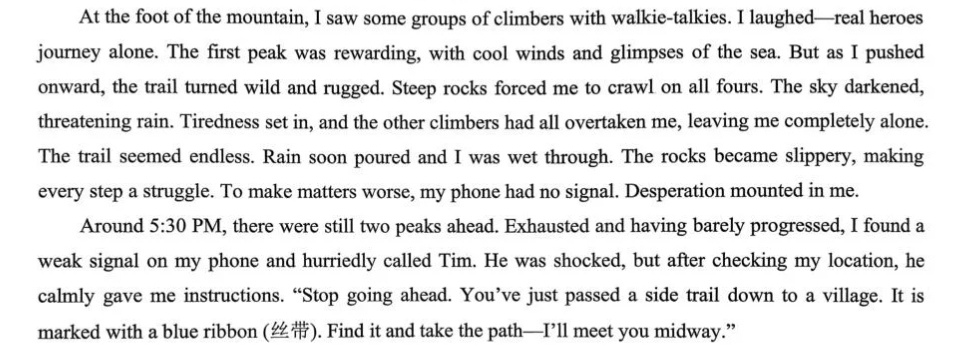 At the foot of the mountain, I saw some groups of climbers with walkie-talkies. I laughed—real heroes
journey alone. The first peak was rewarding, with cool winds and glimpses of the sea. But as I pushed
onward, the trail turned wild and rugged. Steep rocks forced me to crawl on all fours. The sky darkened,
threatening rain. Tiredness set in, and the other climbers had all overtaken me, leaving me completely alone.
The trail seemed endless. Rain soon poured and I was wet through. The rocks became slippery, making
every step a struggle. To make matters worse, my phone had no signal. Desperation mounted in me.
Around 5:30 PM, there were still two peaks ahead. Exhausted and having barely progressed, I found a
weak signal on my phone and hurriedly called Tim. He was shocked, but after checking my location, he
calmly gave me instructions. “Stop going ahead. You’ve just passed a side trail down to a village. It is
marked with a blue ribbon (丝带). Find it and take the path—I’ll meet you midway.”